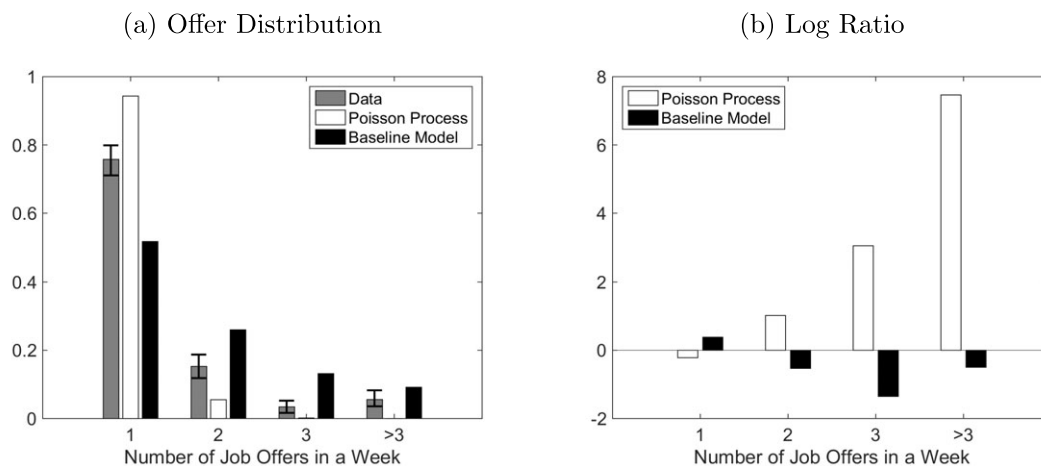 (a) Offer Distribution
1
0.8
0.6
0.4
0.2
0
Data
Poisson Process
Baseline Model
1 2 3 >3
Number of Job Offers in a Week
(b) Log Ratio
8
6
4
2
0
-2
Poisson Process
Baseline Model
1 2 3 >3
Number of Job Offers in a Week